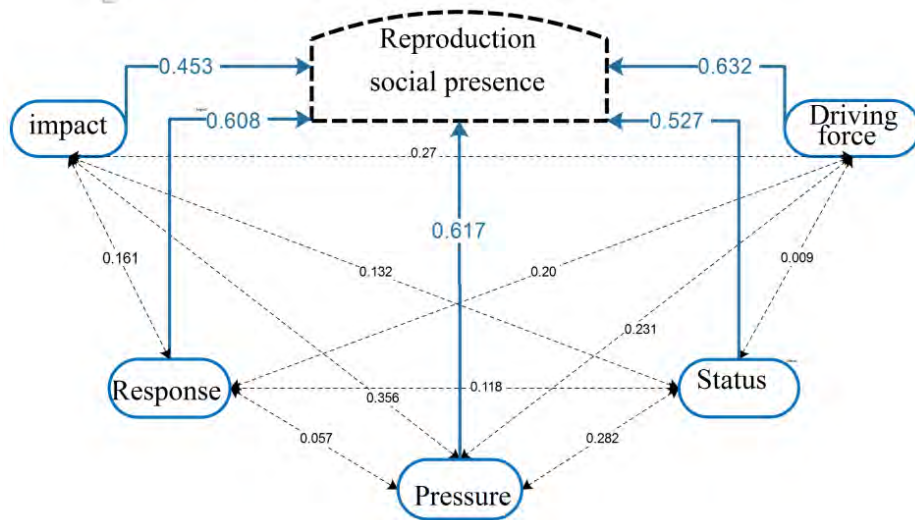 Reproduction
social presence
0.453
0.632
impact
0.608
0.527
Driving
force
0.27
0.617
0.161
0.132
0.20
0.009
0.231
Response
0.118
Status
0.356
0.057
0.282
Pressure